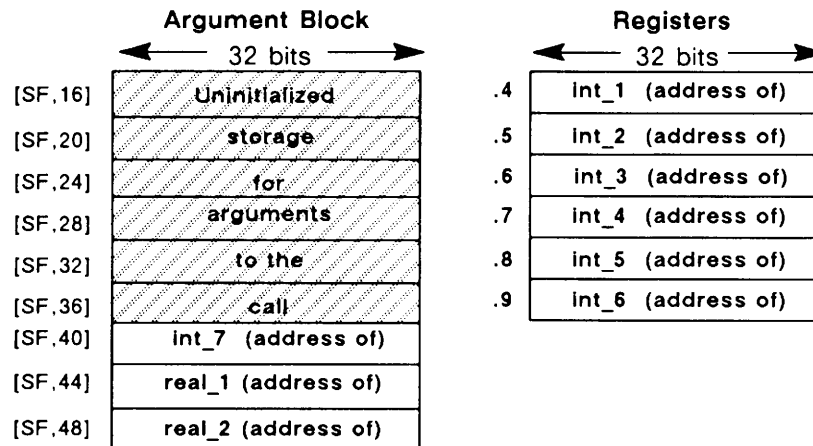 Argument Block
32 bits
[SF,16] Uninitialized
[SF,20] storage
[SF,24] for
[SF,28] arguments
[SF,32] to the
[SF,36] call
[SF,40] int_7 (address of)
[SF,44] real_1 (address of)
[SF,48] real_2 (address of)
Registers
32 bits
.4 int_1 (address of)
.5 int_2 (address of)
.6 int_3 (address of)
.7 int_4 (address of)
.8 int_5 (address of)
.9 int_6 (address of)